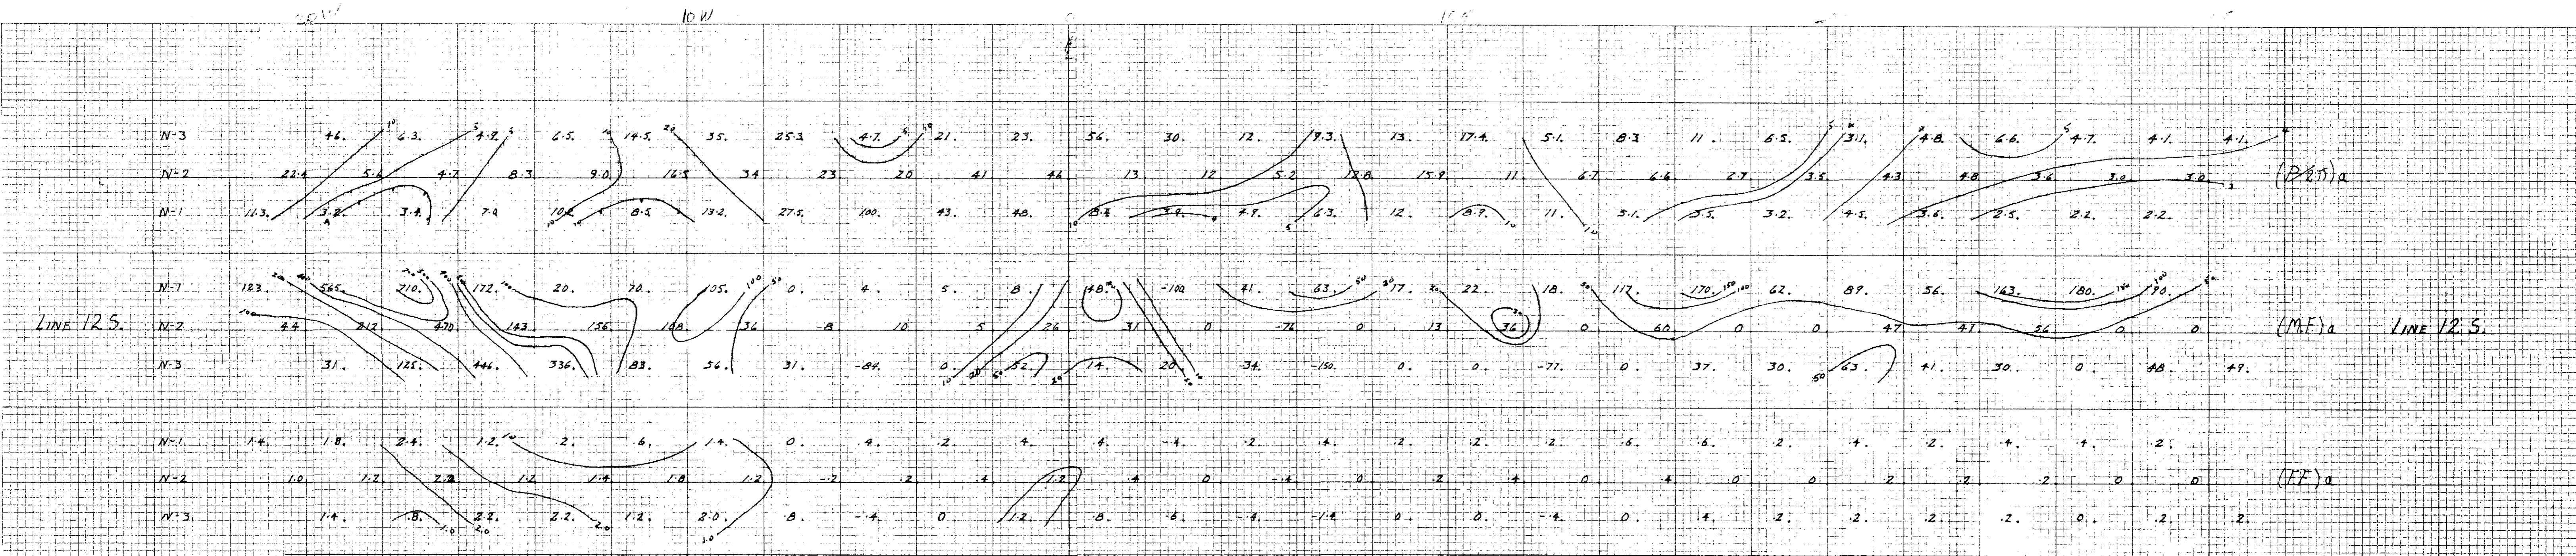 10 W 0
N-3 46. 6.3. 4.9. 6.5. 14.5. 35. 25.3 4.7. 21. 23. 56. 30. 12. 9.3. 13. 17.4. 5.1. 8.3 11. 6.5. 3.1. 4.8. 6.6. 4.7. 4.1. 4.1.
N-2 22.4 5.6 4.7 8.3 9.0 16.5 34 23 20 41 46 13 12 5.2 12.8 15.9 11 6.7 6.6 2.7 3.5 4.3 4.8 3.6 3.0 3.0 (P/2π)a
N-1 11.3. 3.2. 3.4. 7.9. 10.2. 8.5. 13.2. 27.5. 100. 43. 48. 8.4. 3.9. 4.9. 6.3. 12. 8.9. 11. 5.1. 3.5. 3.2. 4.5. 3.6. 2.5. 2.2. 2.2.
N-1 123. 565. 710. 172. 20. 70. 105. 0. 4. 5. 8. 48. -100. 41. 63. 17. 22. 18. 117. 170. 62. 89. 56. 163. 180. 90.
LINE 12 S. N-2 44 212 470 143 156 108 36 -8 10 5 26 31 0 -76 0 13 36 0 60 0 0 47 41 56 0 0 (M.F.)a LINE 12 S.
N-3 31. 125. 446. 336. 83. 56. 31. -84. 0. 52. 14. 20. -34. -150. 0. 0. -77. 0. 37. 30. 63. 41. 30. 0. 48. 49.
N-1 1.4. 1.8. 2.4. 1.2. .2. .6. 1.4. 0. .4. .2. .4. .4. -.4. .2. .4. .2. .2. .2. .6. .6. .2. .4. .2. .4. .4. .2.
N-2 1.0 1.2 2.2 1.2 1.4 1.8 1.2 -.2 .2 .4 1.2 .4 0 -.4 0 .2 .4 0 .4 0 0 .2 .2 .2 0 0 (F.E)a
N-3 1.4. .8. 2.2. 2.2. 1.2. 2.0. .8. -.4. 0. 1.2. .8. .6. -.4. -1.4 0. 0. -.4. 0. .4. .2. .2. .2. .2. 0. .2. .2.